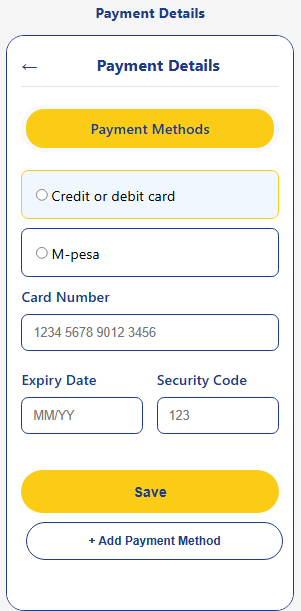 Payment Details
← Payment Details
Payment Methods
Credit or debit card
M-pesa
Card Number
1234 5678 9012 3456
Expiry Date Security Code
MM/YY 123
Save
+ Add Payment Method